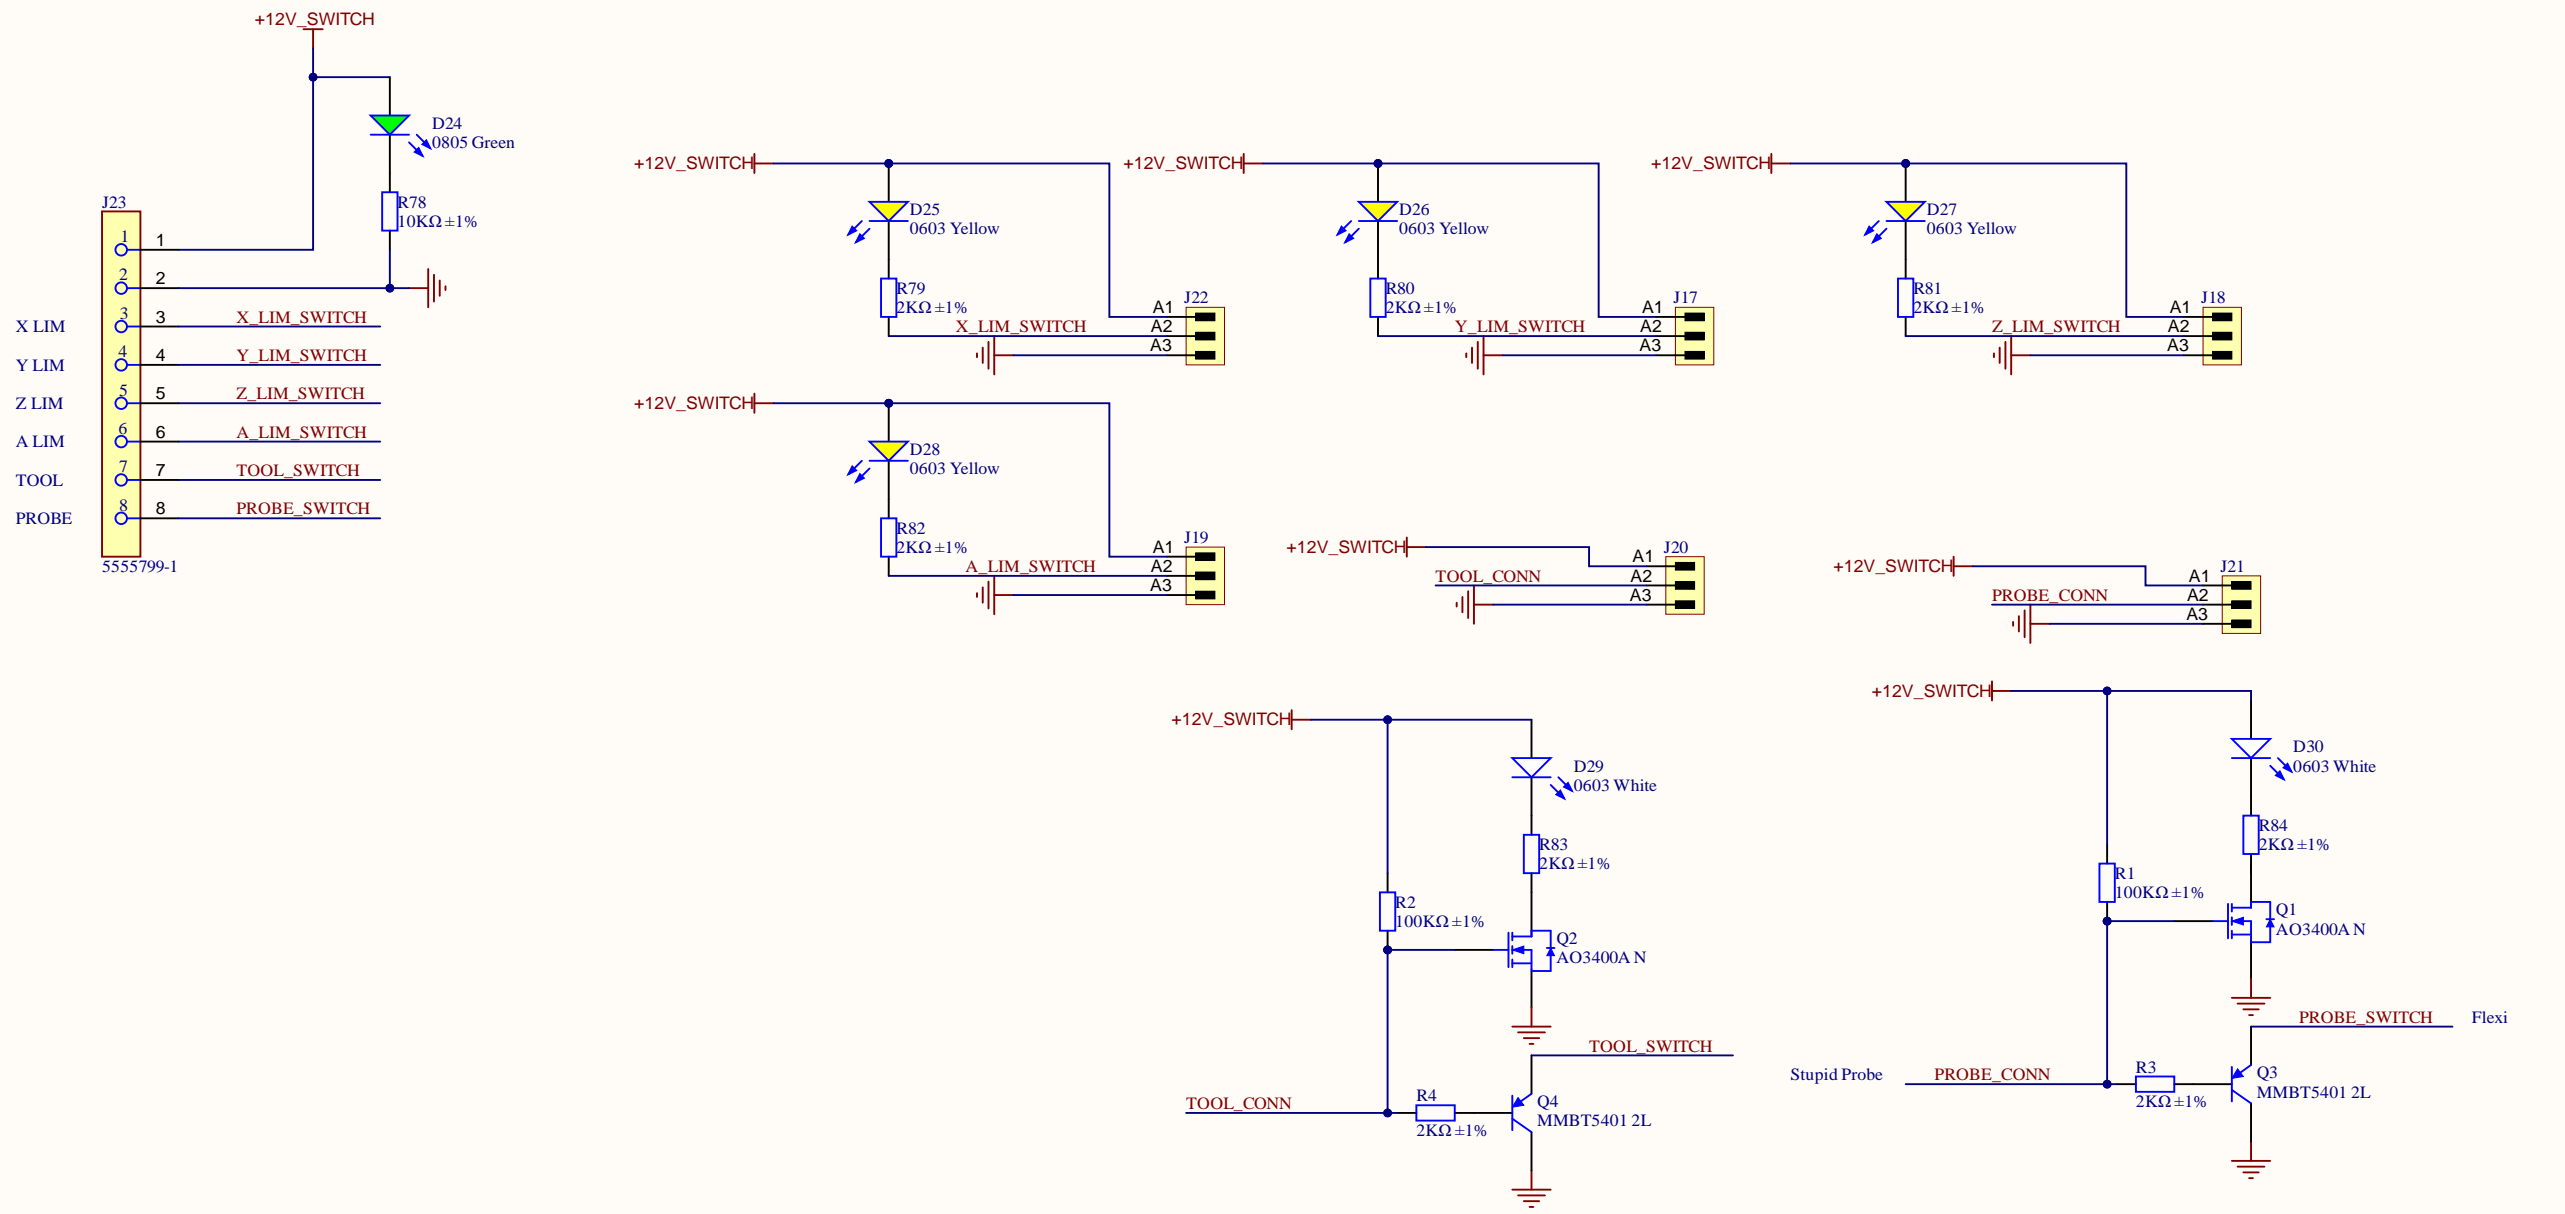 +12V_SWITCH
D24
0805 Green
R78
10KΩ ±1%
J23
1 1
2 2
X LIM 3 3 X_LIM_SWITCH
Y LIM 4 4 Y_LIM_SWITCH
Z LIM 5 5 Z_LIM_SWITCH
A LIM 6 6 A_LIM_SWITCH
TOOL 7 7 TOOL_SWITCH
PROBE 8 8 PROBE_SWITCH
5555799-1
+12V_SWITCH
D25
0603 Yellow
R79
2KΩ ±1%
J22
A1
X_LIM_SWITCH A2
A3
+12V_SWITCH
D26
0603 Yellow
R80
2KΩ ±1%
J17
A1
Y_LIM_SWITCH A2
A3
+12V_SWITCH
D27
0603 Yellow
R81
2KΩ ±1%
J18
A1
Z_LIM_SWITCH A2
A3
+12V_SWITCH
D28
0603 Yellow
R82
2KΩ ±1%
J19
A1
A_LIM_SWITCH A2
A3
+12V_SWITCH
J20
A1
TOOL_CONN A2
A3
+12V_SWITCH
J21
A1
PROBE_CONN A2
A3
+12V_SWITCH
D29
0603 White
R83
2KΩ ±1%
R2
100KΩ ±1%
Q2
AO3400A N
TOOL_SWITCH
TOOL_CONN
R4
2KΩ ±1%
Q4
MMBT5401 2L
+12V_SWITCH
D30
0603 White
R84
2KΩ ±1%
R1
100KΩ ±1%
Q1
AO3400A N
PROBE_SWITCH Flexi
Stupid Probe PROBE_CONN
R3
2KΩ ±1%
Q3
MMBT5401 2L